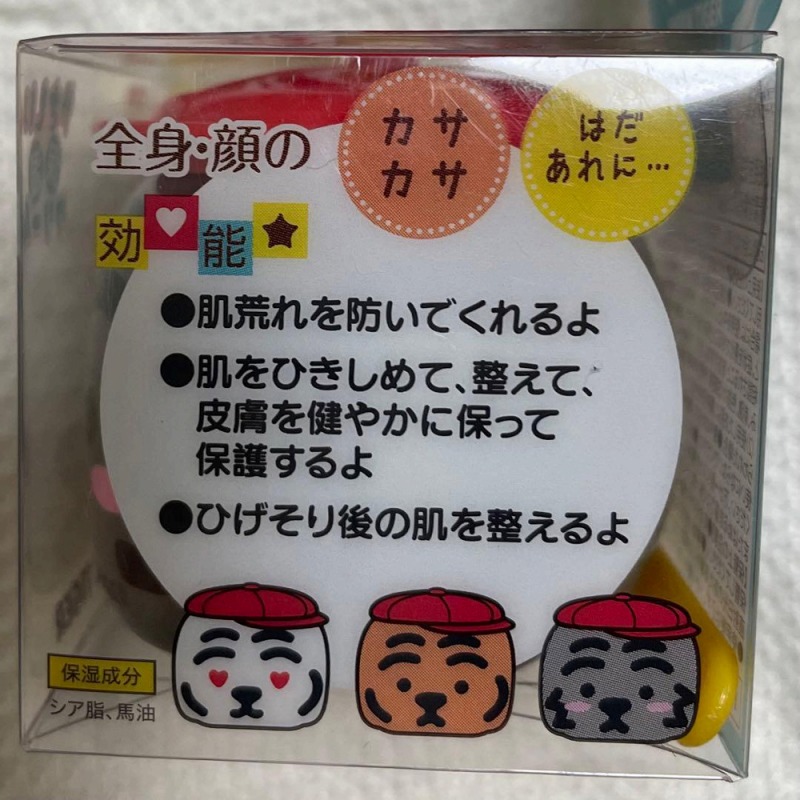 全身・顔の
カサ
カサ
はだ
あれに…
効能
●肌荒れを防いでくれるよ
●肌をひきしめて、整えて、
皮膚を健やかに保って
保護するよ
●ひげそり後の肌を整えるよ
保湿成分
シア脂、馬油